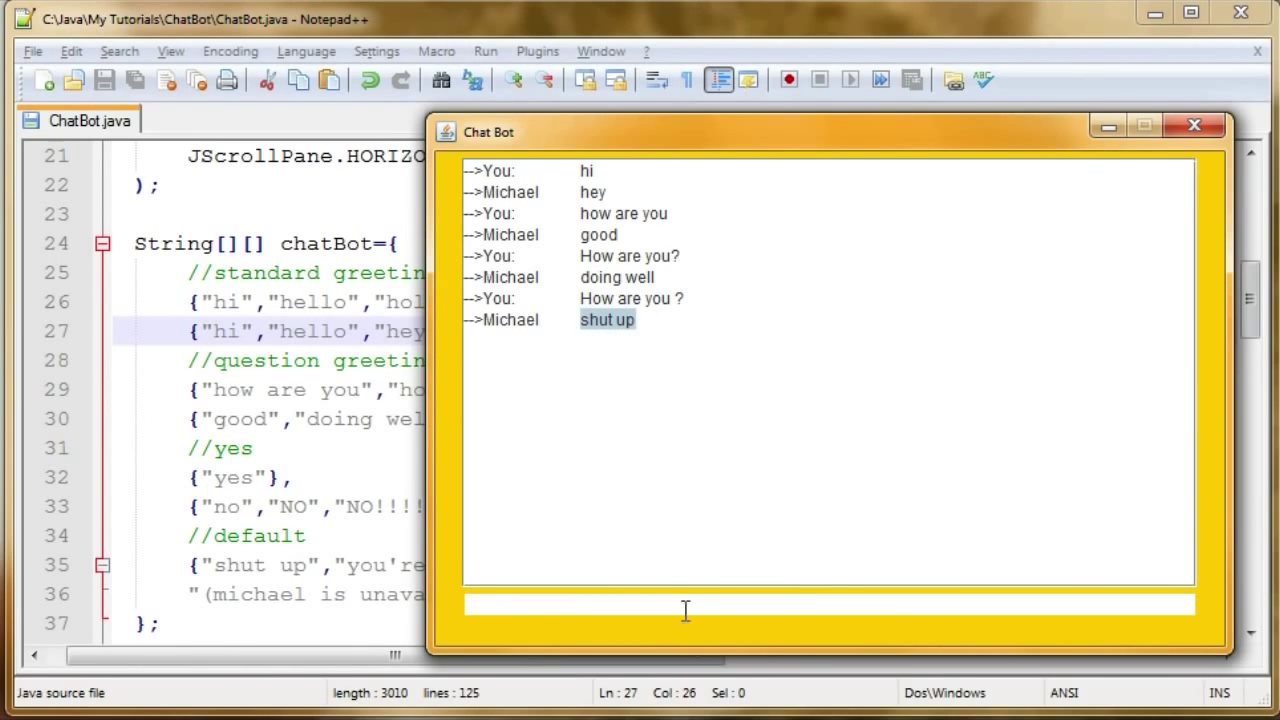 C:\Java\My Tutorials\ChatBot\ChatBot.java - Notepad++
File Edit Search View Encoding Language Settings Macro Run Plugins Window ? X
ABC
ChatBot.java
21 JScrollPane.HORIZO
22 );
23
24 String[][] chatBot={
25 //standard greetin
26 {"hi","hello","hol
27 {"hi","hello","hey
28 //question greetin
29 {"how are you","ho
30 {"good","doing wel
31 //yes
32 {"yes"},
33 {"no","NO","NO!!!!
34 //default
35 {"shut up","you're
36 "(michael is unava
37 };
Chat Bot
-->You: hi
-->Michael hey
-->You: how are you
-->Michael good
-->You: How are you?
-->Michael doing well
-->You: How are you ?
-->Michael shut up
Java source file length : 3010 lines : 125 Ln : 27 Col : 26 Sel : 0 Dos\Windows ANSI INS